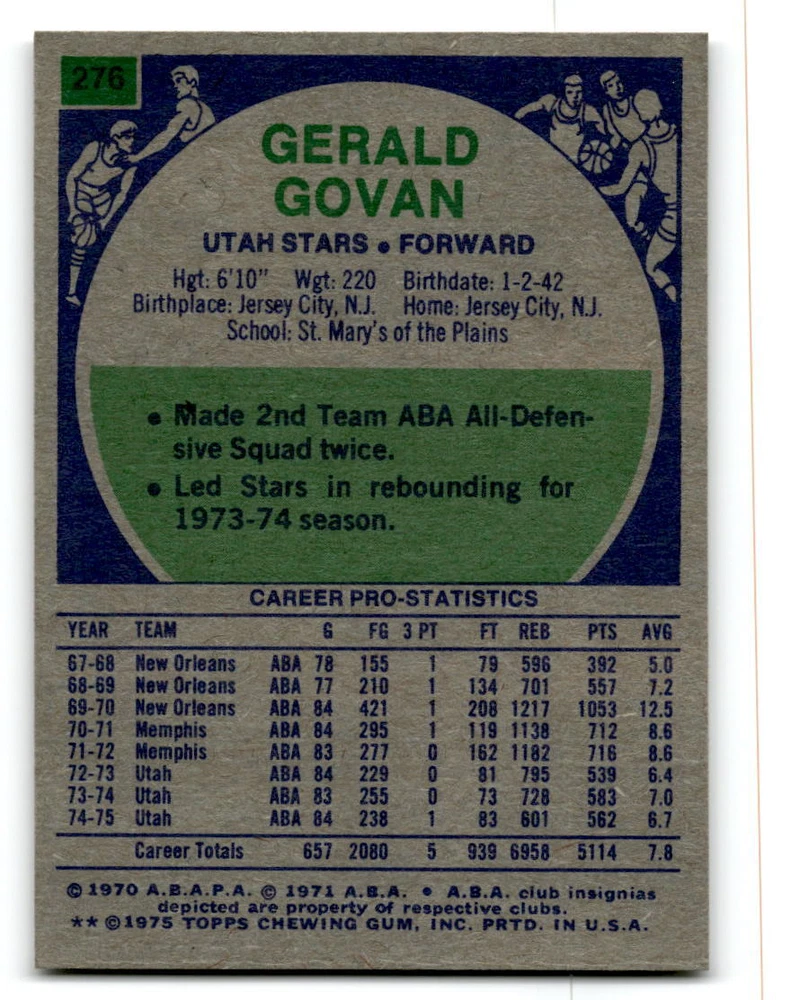 276
GERALD
GOVAN
UTAH STARS • FORWARD
Hgt: 6'10" Wgt: 220 Birthdate: 1-2-42
Birthplace: Jersey City, N.J. Home: Jersey City, N.J.
School: St. Mary's of the Plains
• Made 2nd Team ABA All-Defen-
sive Squad twice.
• Led Stars in rebounding for
1973-74 season.
CAREER PRO-STATISTICS
YEAR TEAM G FG 3 PT FT REB PTS AVG
67-68 New Orleans ABA 78 155 1 79 596 392 5.0
68-69 New Orleans ABA 77 210 1 134 701 557 7.2
69-70 New Orleans ABA 84 421 1 208 1217 1053 12.5
70-71 Memphis ABA 84 295 1 119 1138 712 8.6
71-72 Memphis ABA 83 277 0 162 1182 716 8.6
72-73 Utah ABA 84 229 0 81 795 539 6.4
73-74 Utah ABA 83 255 0 73 728 583 7.0
74-75 Utah ABA 84 238 1 83 601 562 6.7
Career Totals 657 2080 5 939 6958 5114 7.8
© 1970 A.B.A.P.A. © 1971 A.B.A. • A.B.A. club insignias
depicted are property of respective clubs.
** ©1975 TOPPS CHEWING GUM, INC. PRTD. IN U.S.A.